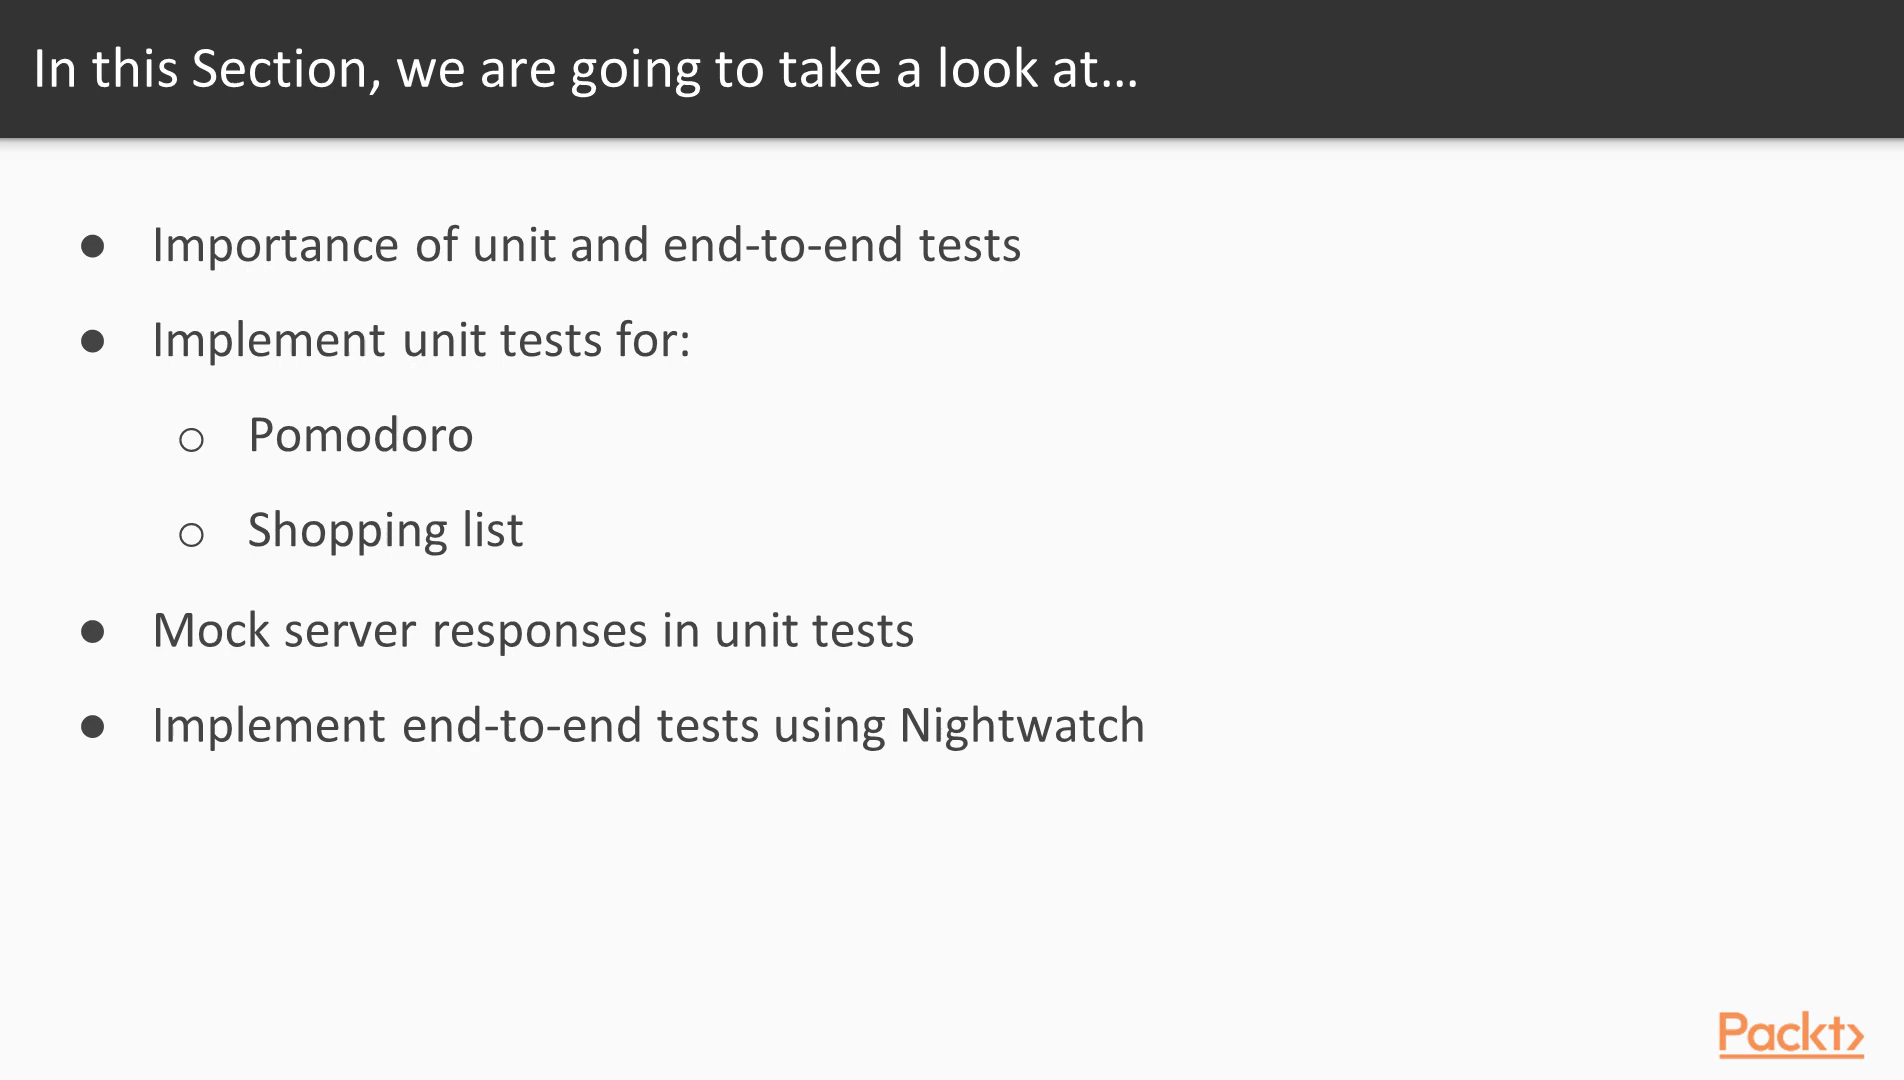 In this Section, we are going to take a look at...
● Importance of unit and end-to-end tests
● Implement unit tests for:
○ Pomodoro
○ Shopping list
● Mock server responses in unit tests
● Implement end-to-end tests using Nightwatch
Packt>